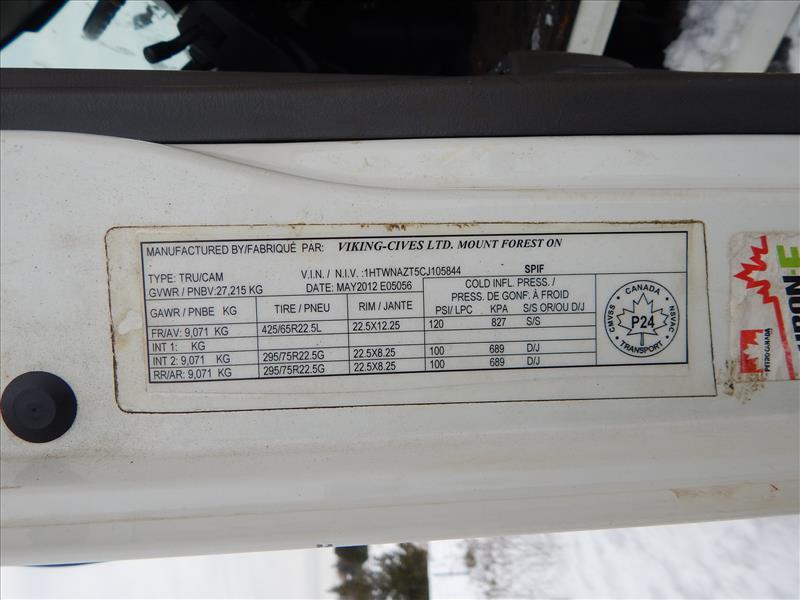 MANUFACTURED BY/FABRIQUÉ PAR: VIKING-CIVES LTD. MOUNT FOREST ON
TYPE: TRU/CAM V.I.N. / N.I.V. :1HTWNAZT5CJ105844 SPIF
GVWR / PNBV:27,215 KG DATE: MAY2012 E05056
GAWR / PNBE KG TIRE / PNEU RIM / JANTE COLD INFL. PRESS. /
PRESS. DE GONF. À FROID
PSI/ LPC KPA S/S OR/OU D/J
FR/AV: 9,071 KG 425/65R22.5L 22.5X12.25 120 827 S/S
INT 1: KG
INT 2: 9,071 KG 295/75R22.5G 22.5X8.25 100 689 D/J
RR/AR: 9,071 KG 295/75R22.5G 22.5X8.25 100 689 D/J
CANADA
CMVSS P24 NSVAC
TRANSPORT
PETRO-CANADA